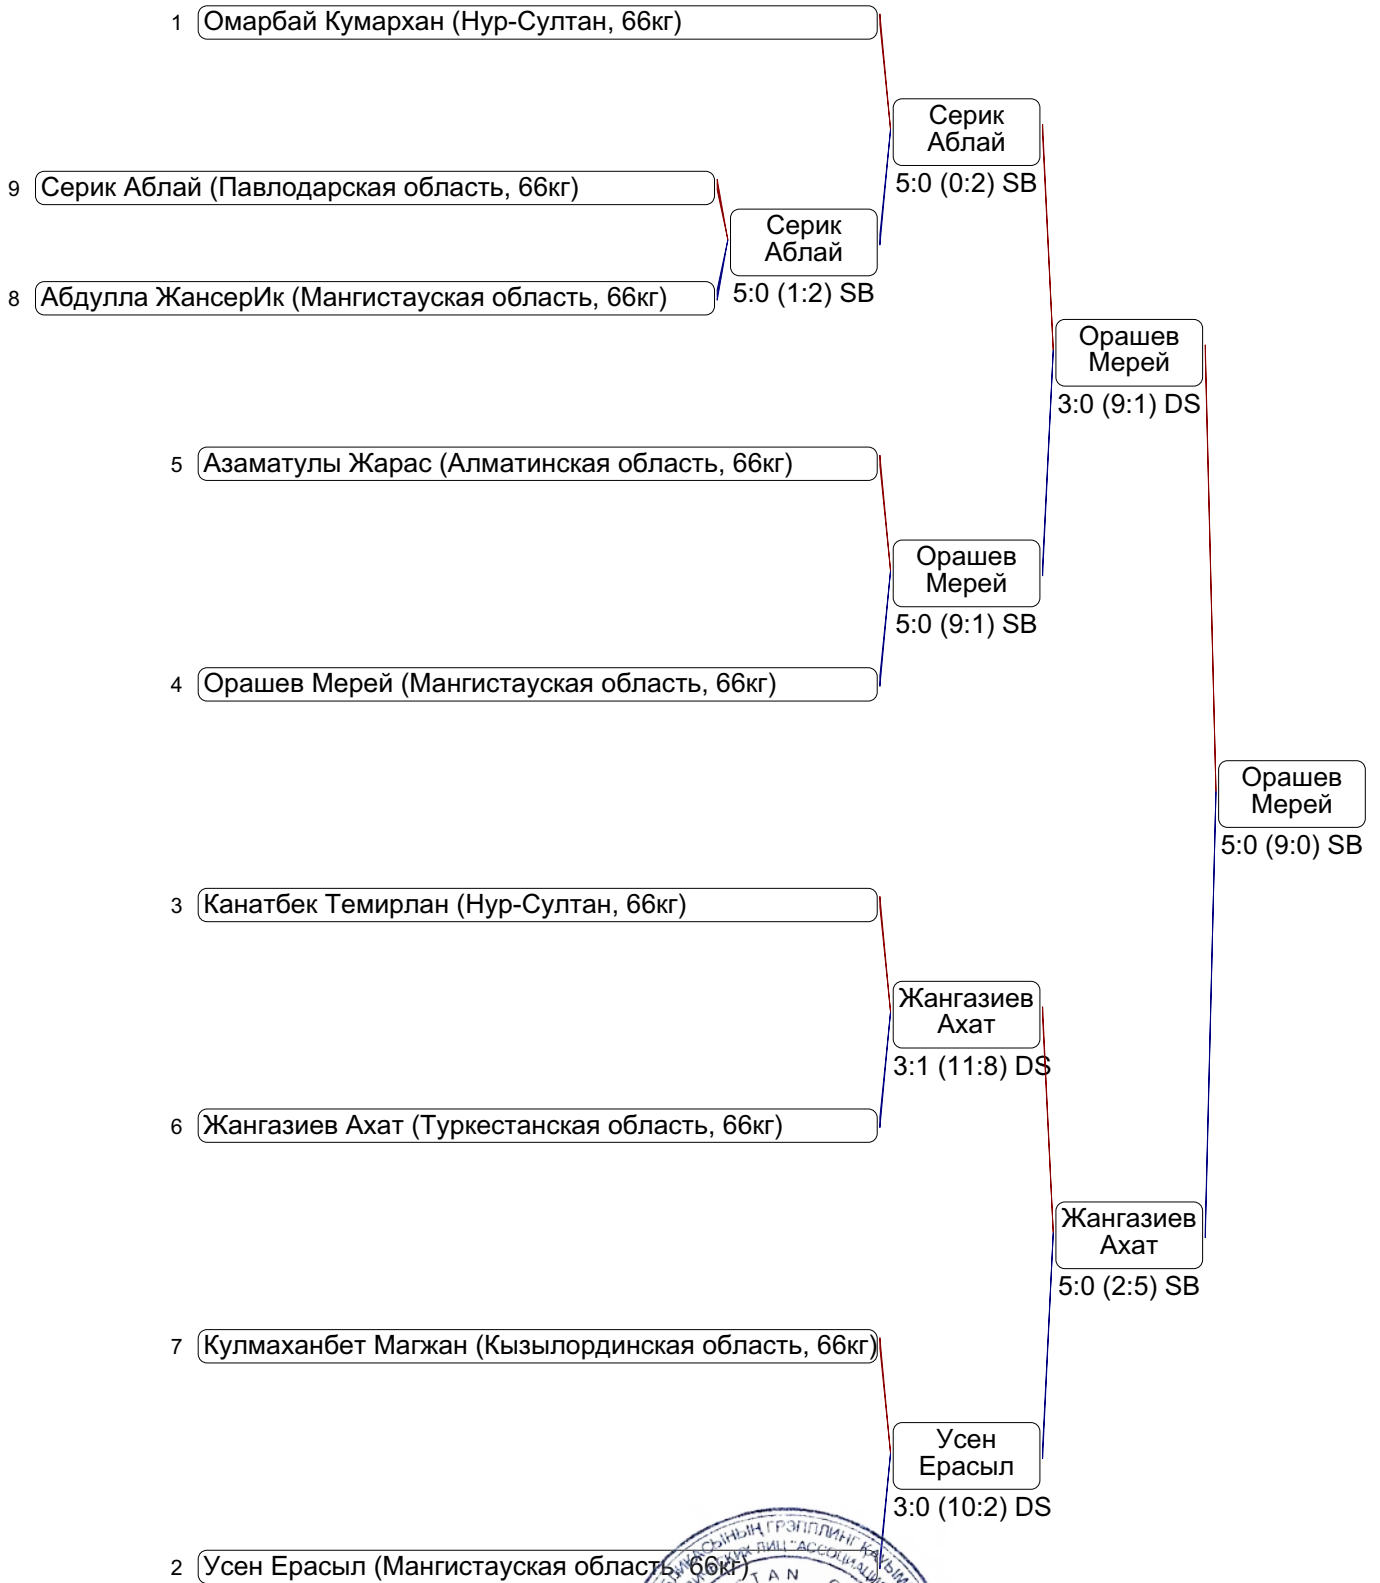 1 Омарбай Кумархан (Нур-Султан, 66кг)
Серик
Аблай
5:0 (0:2) SB
9 Серик Аблай (Павлодарская область, 66кг)
Серик
Аблай
5:0 (1:2) SB
8 Абдулла ЖансерИк (Мангистауская область, 66кг)
Орашев
Мерей
3:0 (9:1) DS
5 Азаматулы Жарас (Алматинская область, 66кг)
Орашев
Мерей
5:0 (9:1) SB
4 Орашев Мерей (Мангистауская область, 66кг)
Орашев
Мерей
5:0 (9:0) SB
3 Канатбек Темирлан (Нур-Султан, 66кг)
Жангазиев
Ахат
3:1 (11:8) DS
6 Жангазиев Ахат (Туркестанская область, 66кг)
Жангазиев
Ахат
5:0 (2:5) SB
7 Кулмаханбет Магжан (Кызылординская область, 66кг)
Усен
Ерасыл
3:0 (10:2) DS
2 Усен Ерасыл (Мангистауская область, 66кг)
ГРЭППЛИНГ